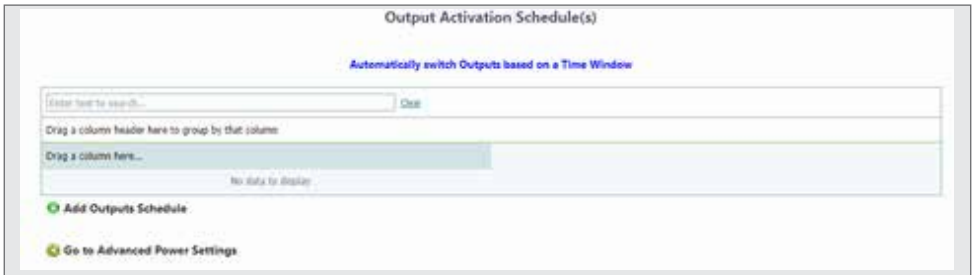 Output Activation Schedule(s)
Automatically switch Outputs based on a Time Window
Enter text to search... Clear
Drag a column header here to group by that column
Drag a column here...
No data to display
Add Outputs Schedule
Go to Advanced Power Settings